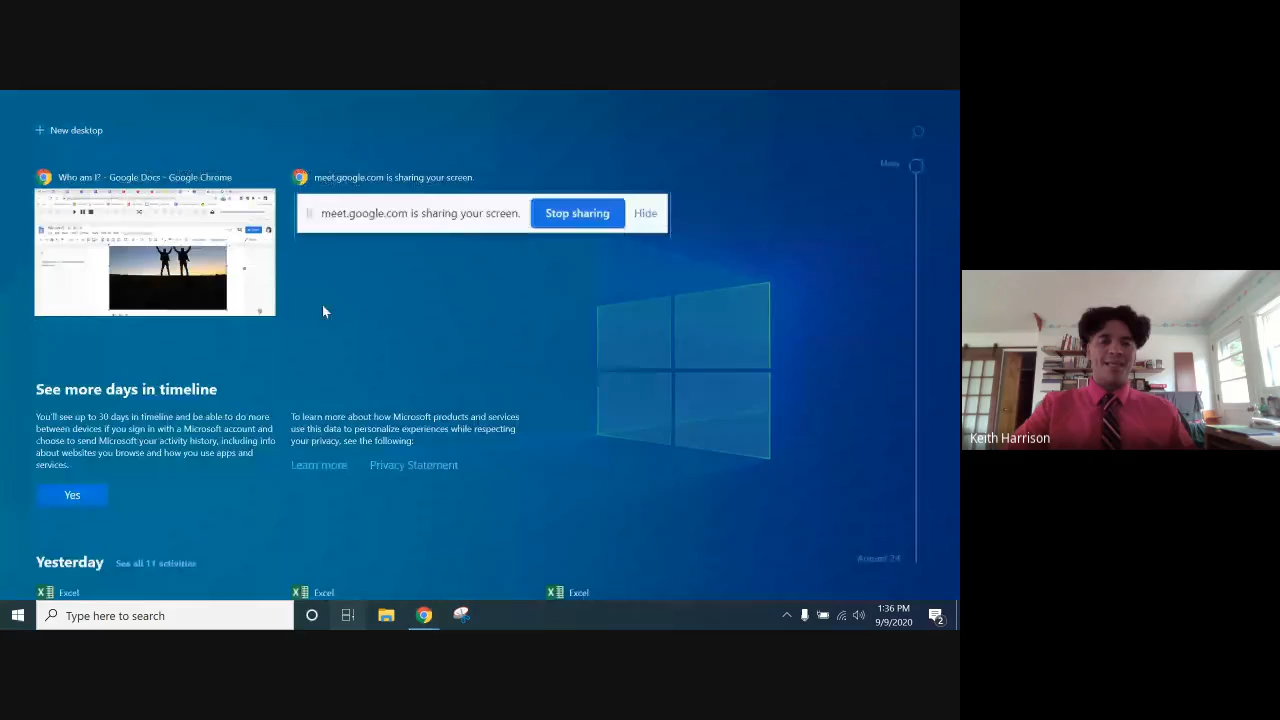 New desktop
Who am I? - Google Docs - Google Chrome
meet.google.com is sharing your screen.
meet.google.com is sharing your screen.
Stop sharing
Hide
See more days in timeline
You'll see up to 30 days in timeline and be able to do more
between devices if you sign in with a Microsoft account and
choose to send Microsoft your activity history, including info
about websites you browse and how you use apps and
services.
To learn more about how Microsoft products and services
use this data to personalize experiences while respecting
your privacy, see the following:
Learn more
Privacy Statement
Yes
Yesterday
See all 11 activities
Excel
Excel
Excel
Type here to search
1:36 PM
9/9/2020
2
Keith Harrison